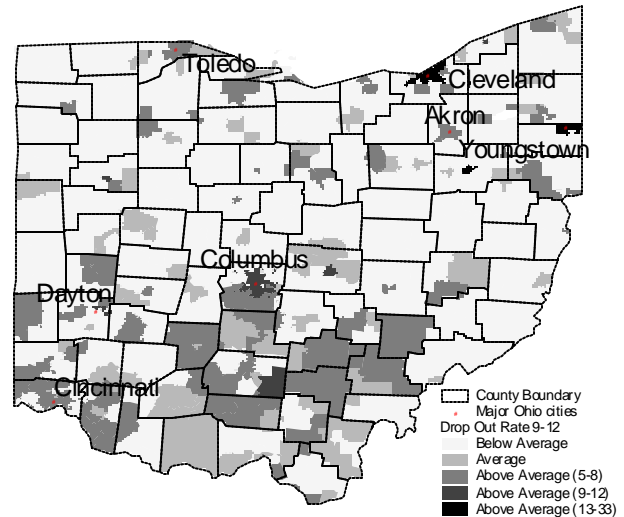 Toledo
Cleveland
Akron
Youngstown
Columbus
Dayton
Cincinnati
County Boundary
Major Ohio cities
Drop Out Rate 9-12
Below Average
Average
Above Average (5-8)
Above Average (9-12)
Above Average (13-33)